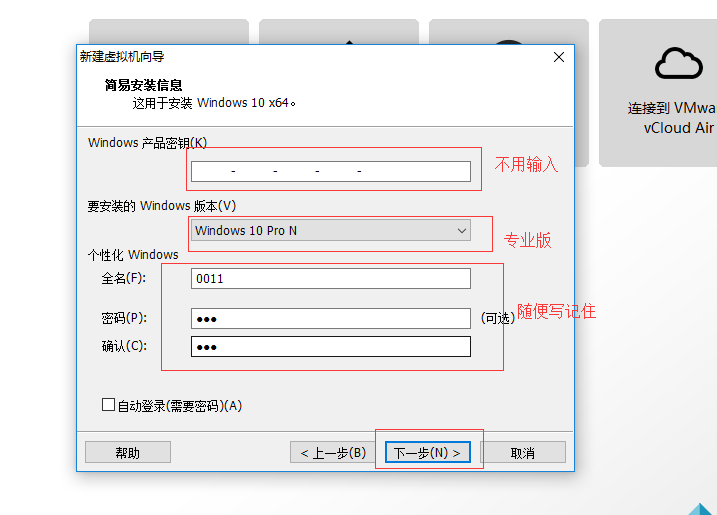 新建虚拟机向导
简易安装信息
这用于安装 Windows 10 x64。
连接到 VMwa
vCloud Air
Windows 产品密钥(K)
- - - -
不用输入
要安装的 Windows 版本(V)
Windows 10 Pro N
专业版
个性化 Windows
全名(F): 0011
密码(P): ●●● (可选)
随便写记住
确认(C): ●●●
自动登录(需要密码)(A)
帮助 < 上一步(B) 下一步(N) > 取消